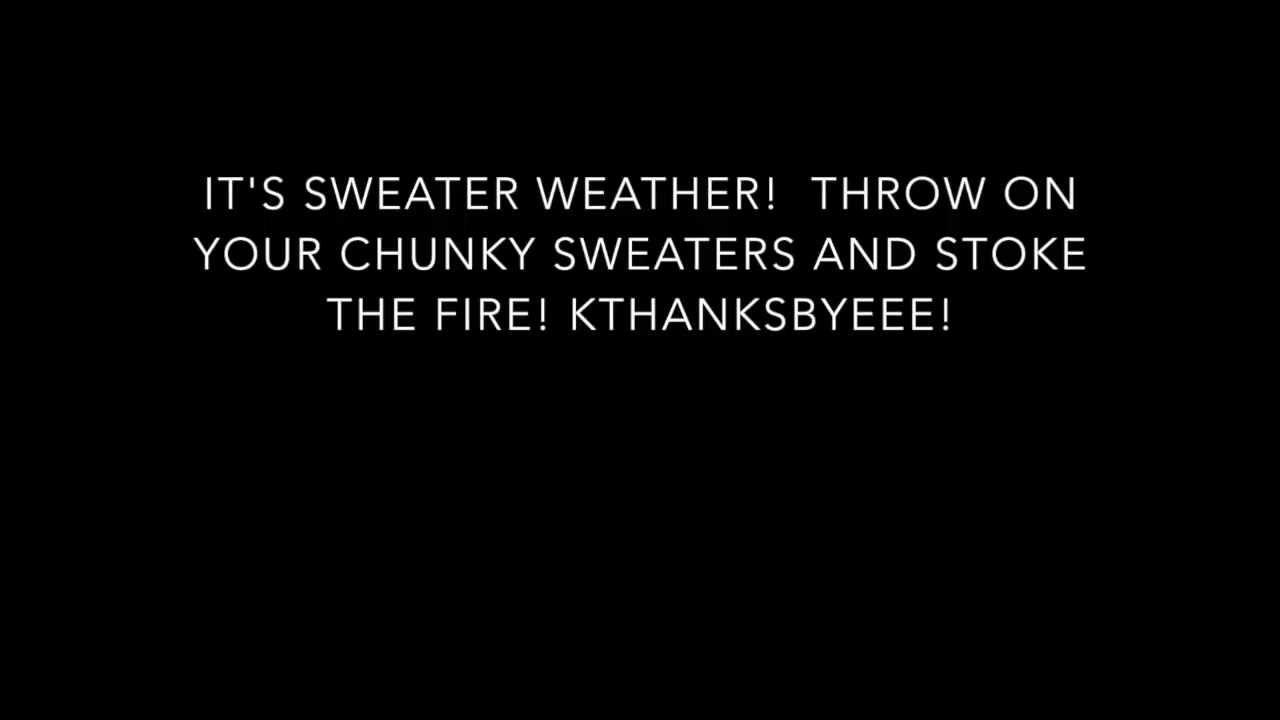 IT'S SWEATER WEATHER!  THROW ON
YOUR CHUNKY SWEATERS AND STOKE
THE FIRE! KTHANKSBYEEE!